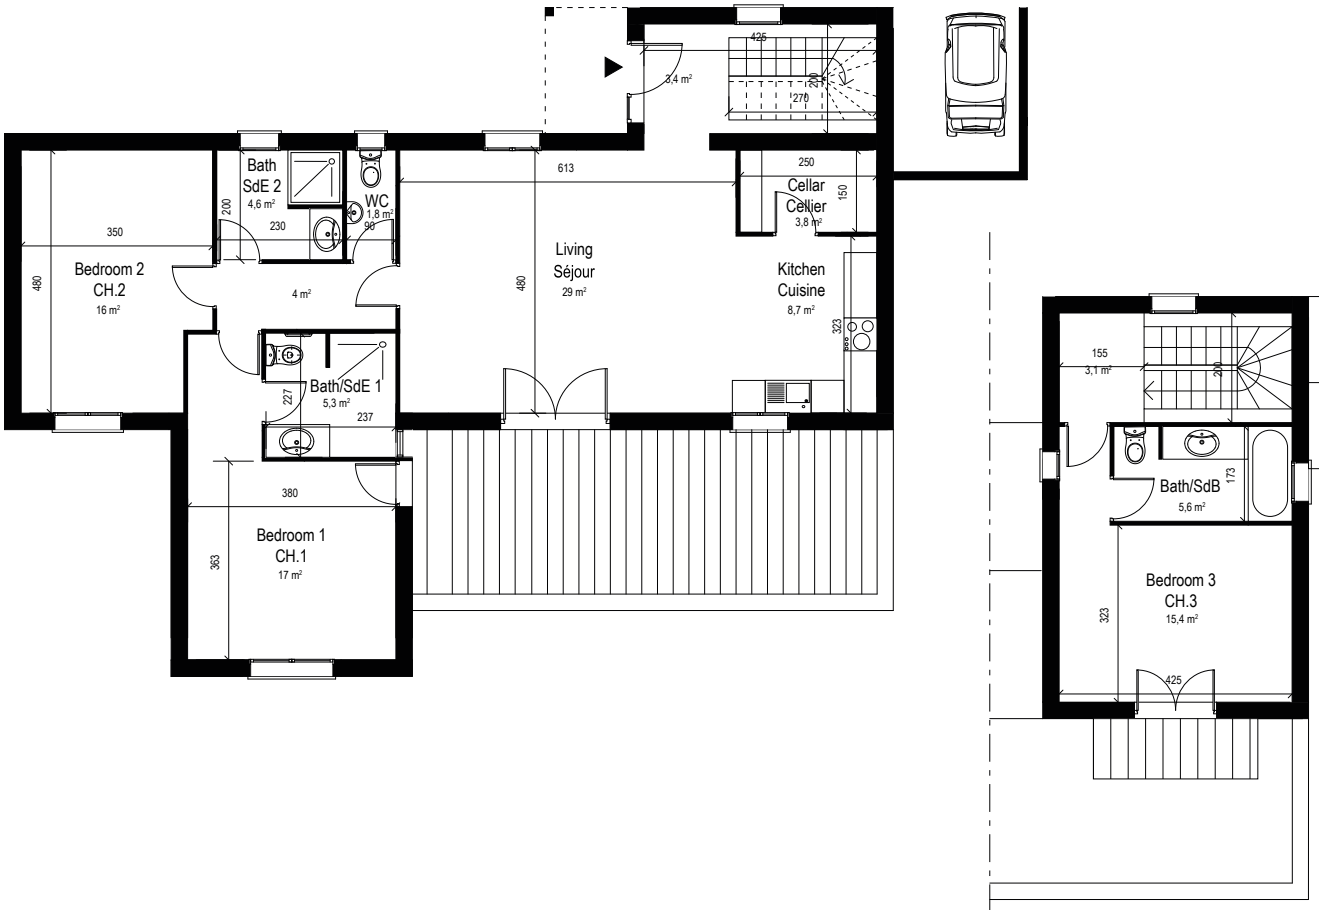 425
3,4 m²
200
270
Bath
SdE 2
4,6 m²
200
230
WC
1,8 m²
90
613
250
Cellar
Cellier
3,8 m²
150
350
Bedroom 2
CH.2
16 m²
480
4 m²
Living
Séjour
29 m²
480
Kitchen
Cuisine
8,7 m²
323
Bath/SdE 1
5,3 m²
227
237
380
Bedroom 1
CH.1
17 m²
363
155
3,1 m²
200
Bath/SdB
5,6 m²
173
Bedroom 3
CH.3
15,4 m²
323
425